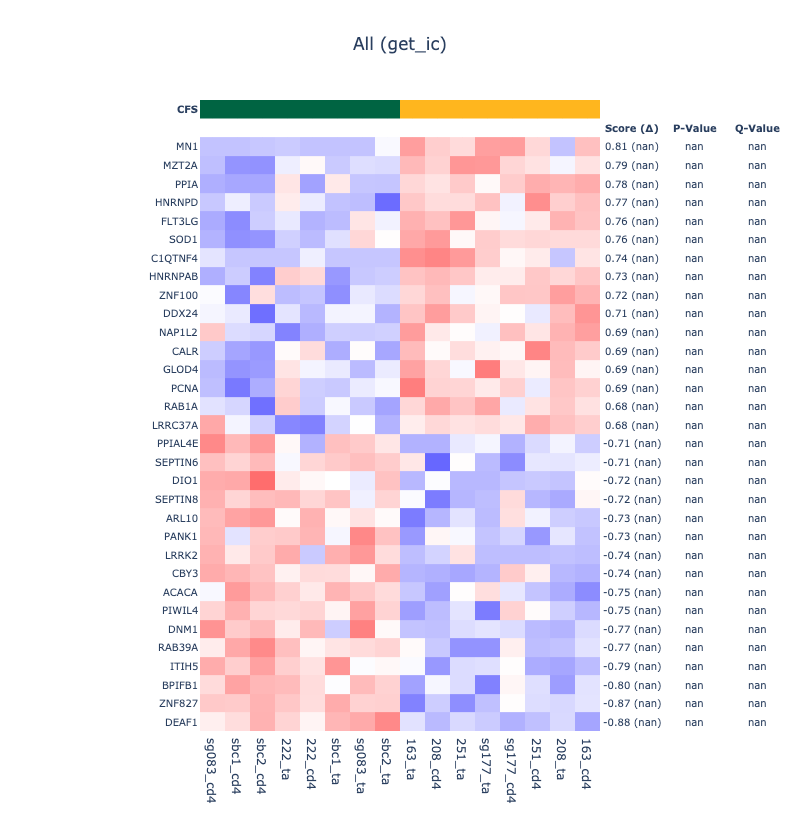 All (get_ic)
CFS
Score (Δ) P-Value Q-Value
MN1 0.81 (nan) nan nan
MZT2A 0.79 (nan) nan nan
PPIA 0.78 (nan) nan nan
HNRNPD 0.77 (nan) nan nan
FLT3LG 0.76 (nan) nan nan
SOD1 0.76 (nan) nan nan
C1QTNF4 0.74 (nan) nan nan
HNRNPAB 0.73 (nan) nan nan
ZNF100 0.72 (nan) nan nan
DDX24 0.71 (nan) nan nan
NAP1L2 0.69 (nan) nan nan
CALR 0.69 (nan) nan nan
GLOD4 0.69 (nan) nan nan
PCNA 0.69 (nan) nan nan
RAB1A 0.68 (nan) nan nan
LRRC37A 0.68 (nan) nan nan
PPIAL4E -0.71 (nan) nan nan
SEPTIN6 -0.71 (nan) nan nan
DIO1 -0.72 (nan) nan nan
SEPTIN8 -0.72 (nan) nan nan
ARL10 -0.73 (nan) nan nan
PANK1 -0.73 (nan) nan nan
LRRK2 -0.74 (nan) nan nan
CBY3 -0.74 (nan) nan nan
ACACA -0.75 (nan) nan nan
PIWIL4 -0.75 (nan) nan nan
DNM1 -0.77 (nan) nan nan
RAB39A -0.77 (nan) nan nan
ITIH5 -0.79 (nan) nan nan
BPIFB1 -0.80 (nan) nan nan
ZNF827 -0.87 (nan) nan nan
DEAF1 -0.88 (nan) nan nan
sg083_cd4
sbc1_cd4
sbc2_cd4
222_ta
222_cd4
sbc1_ta
sg083_ta
sbc2_ta
163_ta
208_cd4
251_ta
sg177_ta
sg177_cd4
251_cd4
208_ta
163_cd4